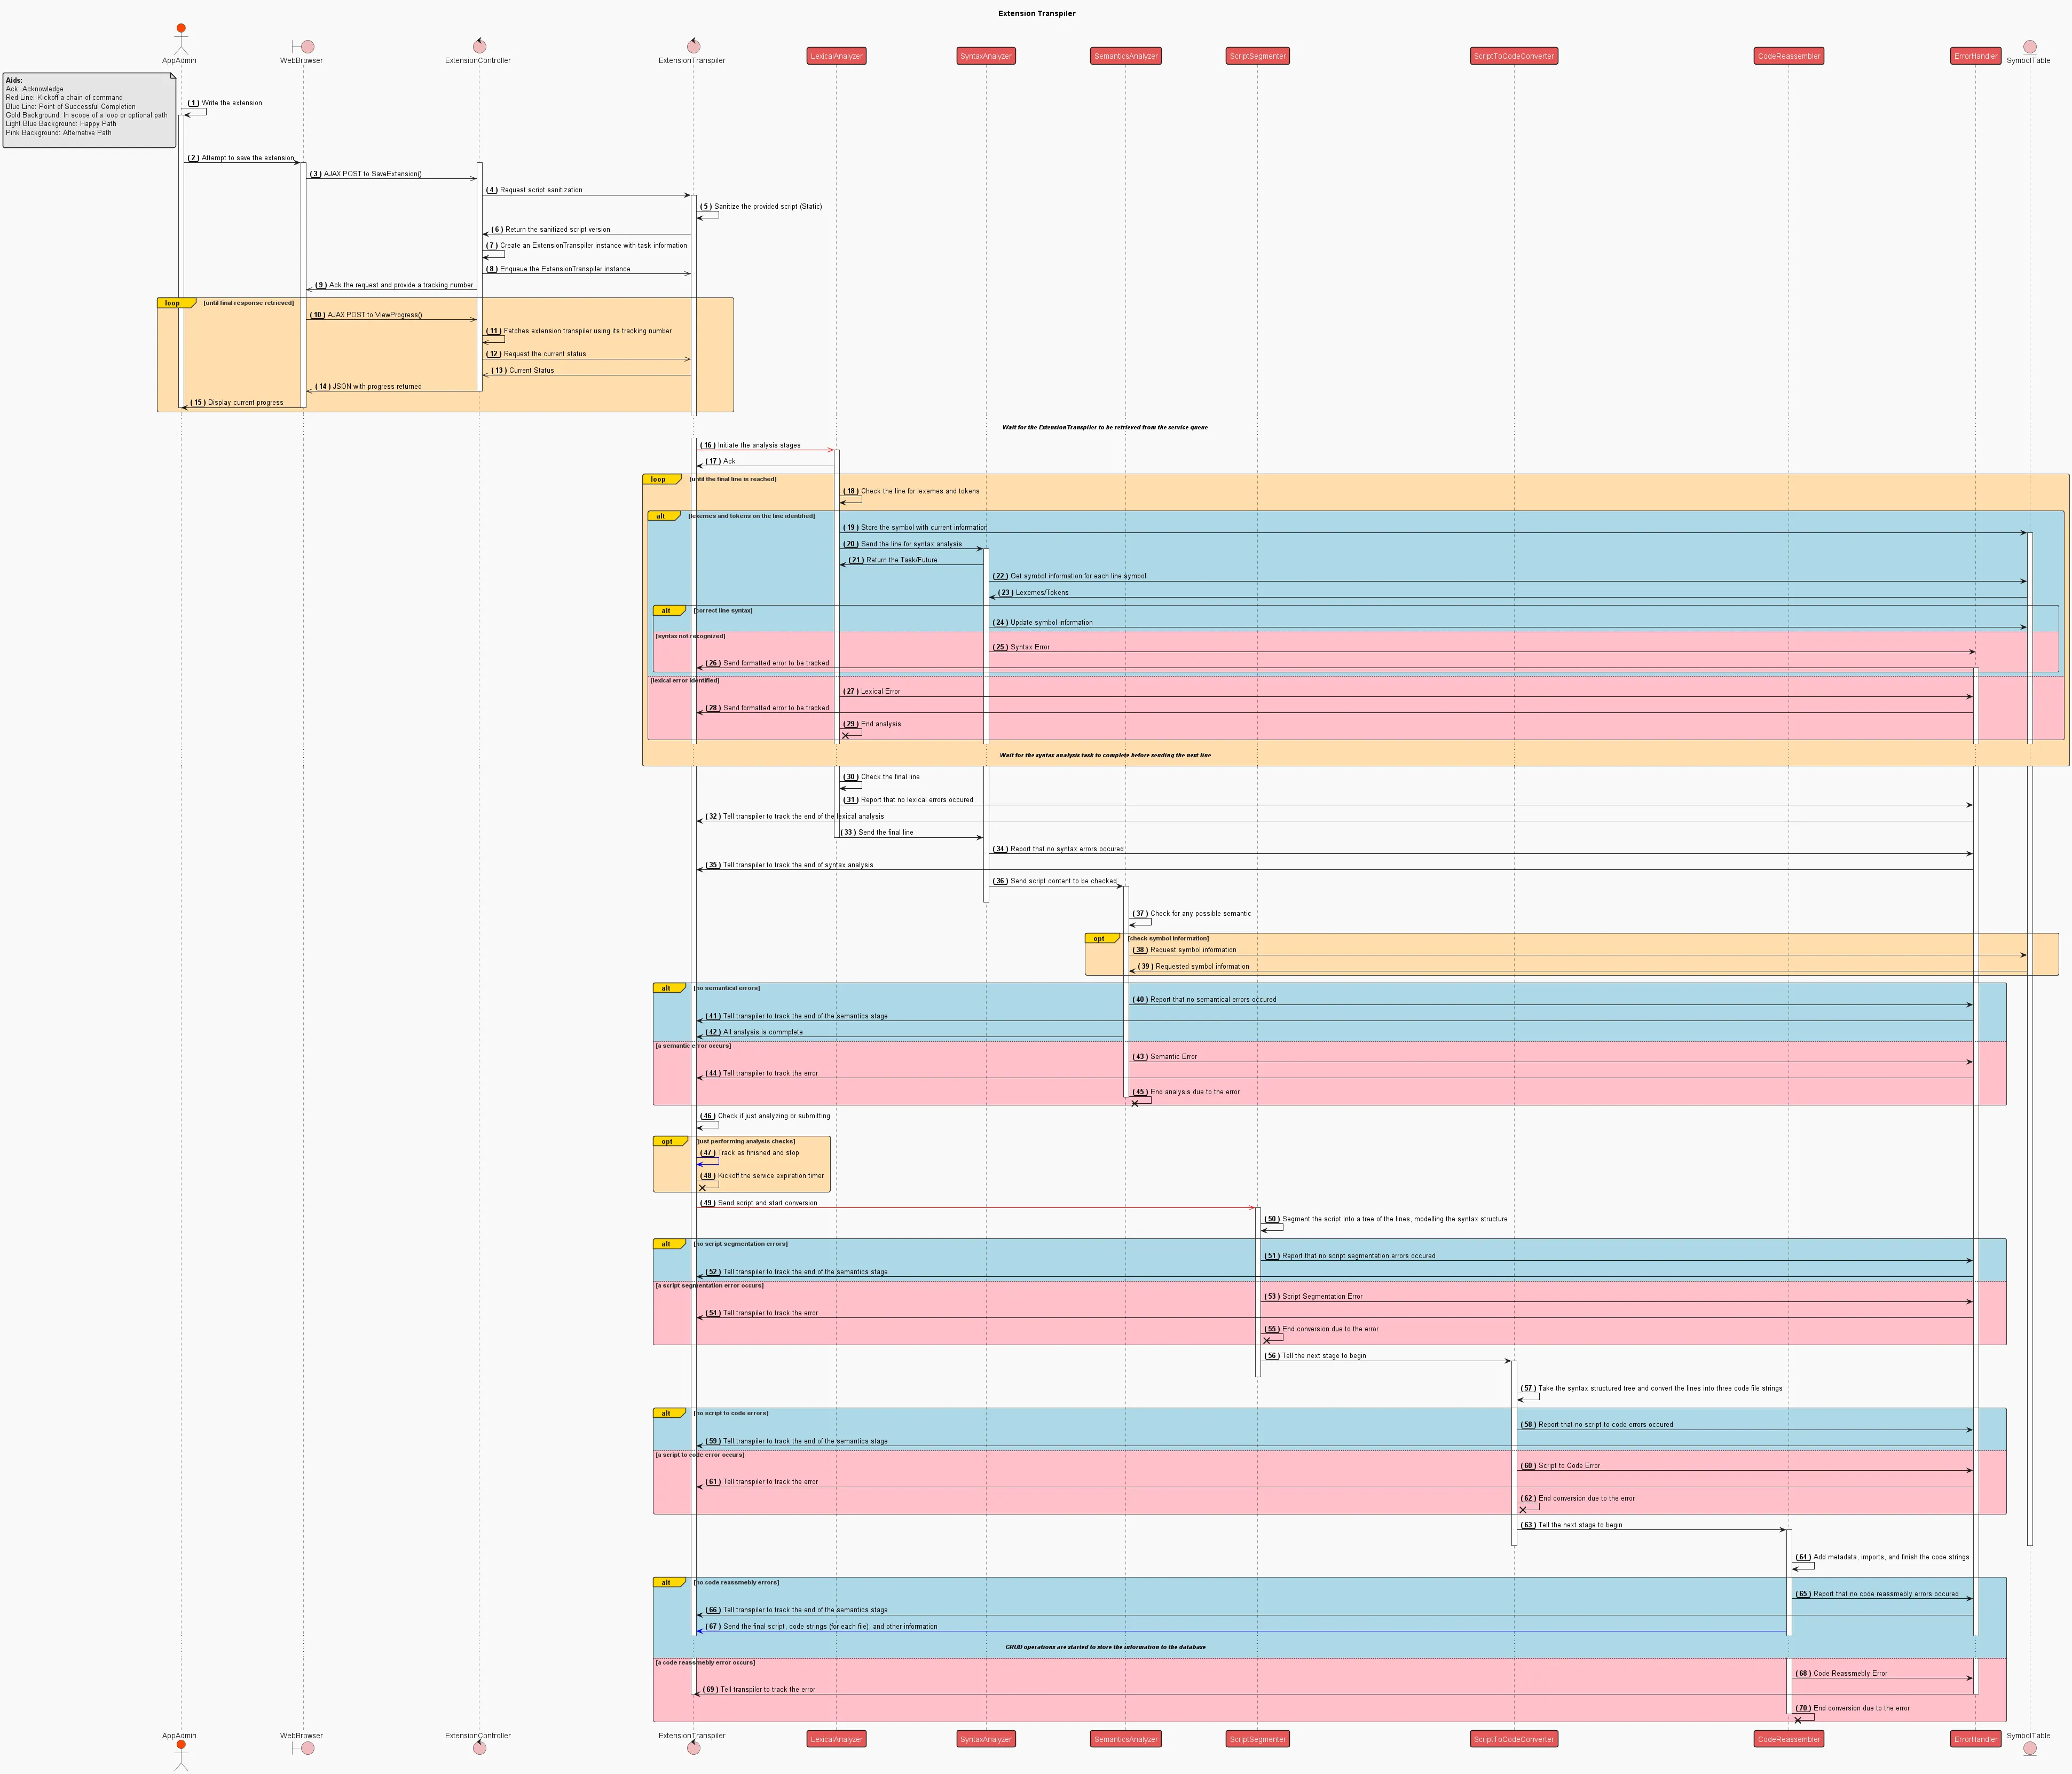 Extension Transpiler
AppAdmin
WebBrowser
ExtensionController
ExtensionTranspiler
LexicalAnalyzer
SyntaxAnalyzer
SemanticsAnalyzer
ScriptSegmenter
ScriptToCodeConverter
CodeReassembler
ErrorHandler
SymbolTable
Aids:
Ack: Acknowledge
Red Line: Kickoff a chain of command
Blue Line: Point of Successful Completion
Gold Background: In scope of a loop or optional path
Light Blue Background: Happy Path
Pink Background: Alternative Path
(1) Write the extension
(2) Attempt to save the extension
(3) AJAX POST to SaveExtension()
(4) Request script sanitization
(5) Sanitize the provided script (Static)
(6) Return the sanitized script version
(7) Create an ExtensionTranspiler instance with task information
(8) Enqueue the ExtensionTranspiler instance
(9) Ack the request and provide a tracking number
loop [until final response retrieved]
(10) AJAX POST to ViewProgress()
(11) Fetches extension transpiler using its tracking number
(12) Request the current status
(13) Current Status
(14) JSON with progress returned
(15) Display current progress
Wait for the ExtensionTranspiler to be retrieved from the service queue
(16) Initiate the analysis stages
(17) Ack
loop [until the final line is reached]
(18) Check the line for lexemes and tokens
alt [lexemes and tokens on the line identified]
(19) Store the symbol with current information
(20) Send the line for syntax analysis
(21) Return the Task/Future
(22) Get symbol information for each line symbol
(23) Lexemes/Tokens
alt [correct line syntax]
(24) Update symbol information
[syntax not recognized]
(25) Syntax Error
(26) Send formatted error to be tracked
[lexical error identified]
(27) Lexical Error
(28) Send formatted error to be tracked
(29) End analysis
Wait for the syntax analysis task to complete before sending the next line
(30) Check the final line
(31) Report that no lexical errors occured
(32) Tell transpiler to track the end of the lexical analysis
(33) Send the final line
(34) Report that no syntax errors occured
(35) Tell transpiler to track the end of syntax analysis
(36) Send script content to be checked
(37) Check for any possible semantic
opt [check symbol information]
(38) Request symbol information
(39) Requested symbol information
alt [no semantical errors]
(40) Report that no semantical errors occured
(41) Tell transpiler to track the end of the semantics stage
(42) All analysis is commplete
[a semantic error occurs]
(43) Semantic Error
(44) Tell transpiler to track the error
(45) End analysis due to the error
(46) Check if just analyzing or submitting
opt [just performing analysis checks]
(47) Track as finished and stop
(48) Kickoff the service expiration timer
(49) Send script and start conversion
(50) Segment the script into a tree of the lines, modelling the syntax structure
alt [no script segmentation errors]
(51) Report that no script segmentation errors occured
(52) Tell transpiler to track the end of the semantics stage
[a script segmentation error occurs]
(53) Script Segmentation Error
(54) Tell transpiler to track the error
(55) End conversion due to the error
(56) Tell the next stage to begin
(57) Take the syntax structured tree and convert the lines into three code file strings
alt [no script to code errors]
(58) Report that no script to code errors occured
(59) Tell transpiler to track the end of the semantics stage
[a script to code error occurs]
(60) Script to Code Error
(61) Tell transpiler to track the error
(62) End conversion due to the error
(63) Tell the next stage to begin
(64) Add metadata, imports, and finish the code strings
alt [no code reassmebly errors]
(65) Report that no code reassmebly errors occured
(66) Tell transpiler to track the end of the semantics stage
(67) Send the final script, code strings (for each file), and other information
CRUD operations are started to store the information to the database
[a code reassmebly error occurs]
(68) Code Reassmebly Error
(69) Tell transpiler to track the error
(70) End conversion due to the error
AppAdmin
WebBrowser
ExtensionController
ExtensionTranspiler
LexicalAnalyzer
SyntaxAnalyzer
SemanticsAnalyzer
ScriptSegmenter
ScriptToCodeConverter
CodeReassembler
ErrorHandler
SymbolTable